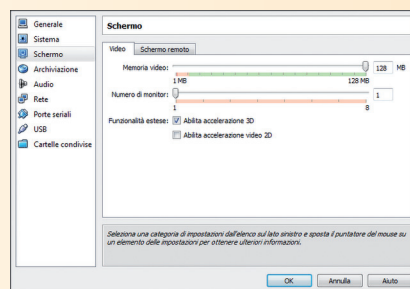 Generale
Sistema
Schermo
Archiviazione
Audio
Rete
Porte seriali
USB
Cartelle condivise
Schermo
Video
Schermo remoto
Memoria video:
128 MB
1 MB
128 MB
Numero di monitor:
1
1
8
Funzionalità estese:
Abilita accelerazione 3D
Abilita accelerazione video 2D
Seleziona una categoria di impostazioni dall'elenco sul lato sinistro e sposta il puntatore del mouse su
un elemento delle impostazioni per ottenere ulteriori informazioni.
OK
Annulla
Aiuto